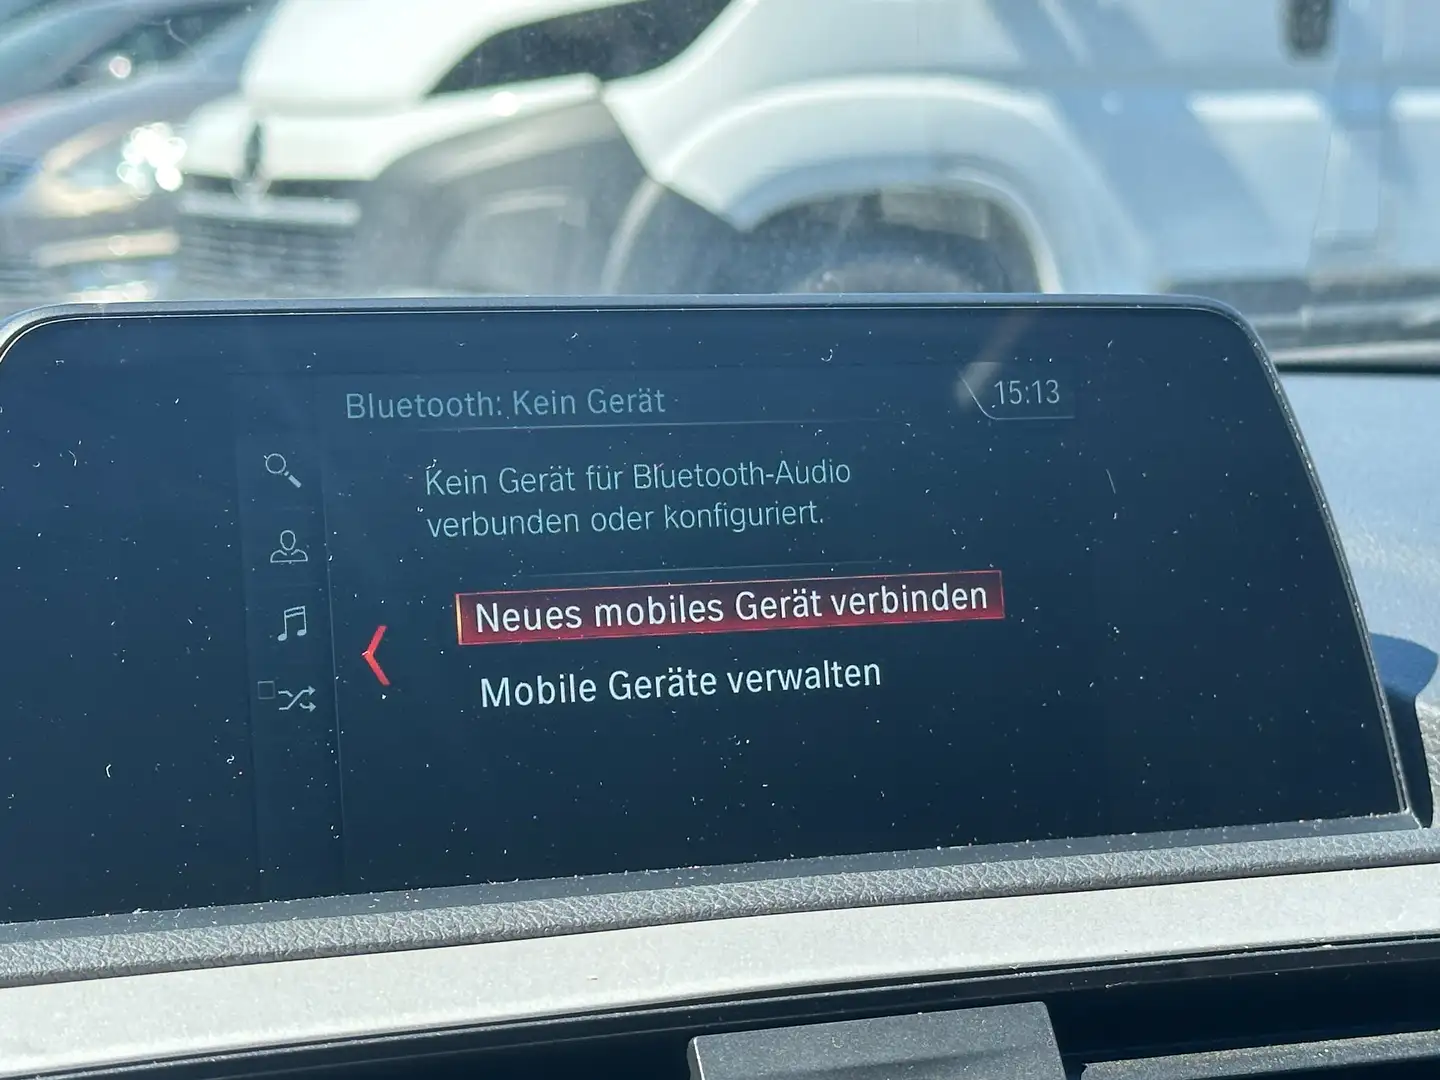 Bluetooth: Kein Gerät
15:13
Kein Gerät für Bluetooth-Audio
verbunden oder konfiguriert.
Neues mobiles Gerät verbinden
Mobile Geräte verwalten